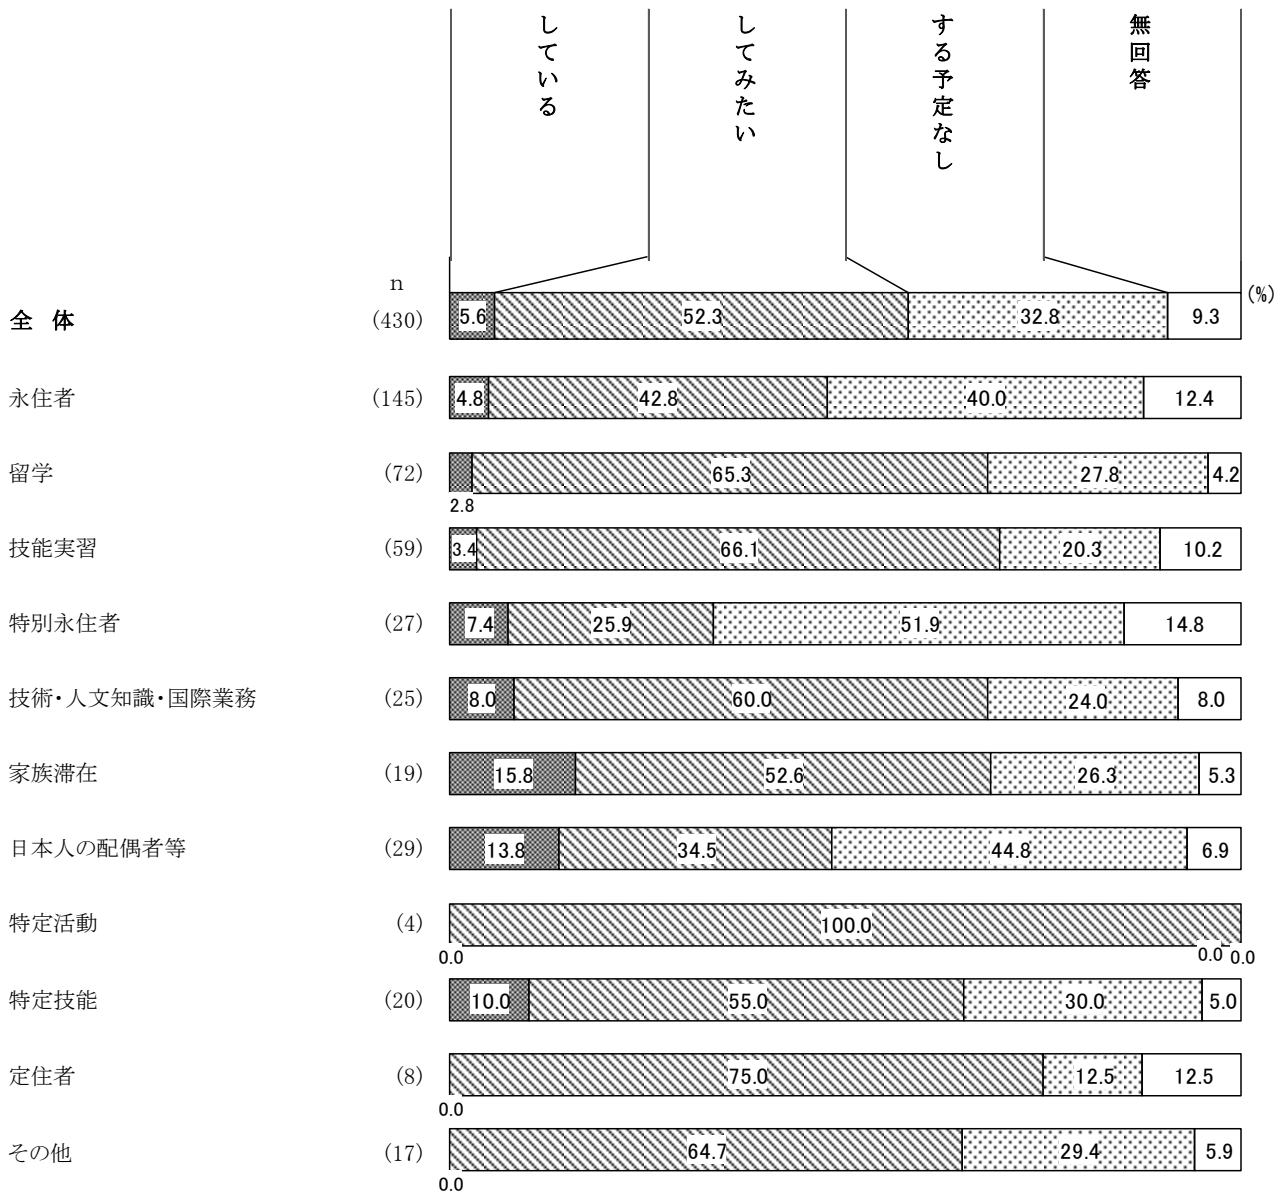 している
してみたい
する予定なし
無回答
n
(%)
全 体 (430) 5.6 52.3 32.8 9.3
永住者 (145) 4.8 42.8 40.0 12.4
留学 (72) 65.3 27.8 4.2
2.8
技能実習 (59) 3.4 66.1 20.3 10.2
特別永住者 (27) 7.4 25.9 51.9 14.8
技術・人文知識・国際業務 (25) 8.0 60.0 24.0 8.0
家族滞在 (19) 15.8 52.6 26.3 5.3
日本人の配偶者等 (29) 13.8 34.5 44.8 6.9
特定活動 (4) 100.0
0.0 0.0 0.0
特定技能 (20) 10.0 55.0 30.0 5.0
定住者 (8) 75.0 12.5 12.5
0.0
その他 (17) 64.7 29.4 5.9
0.0